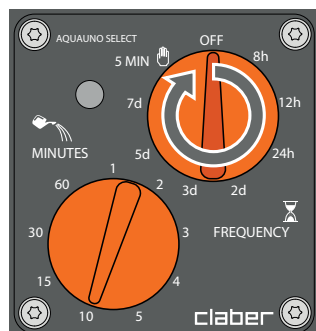 AQUAUNO SELECT
OFF
5 MIN
8h
7d
12h
5d
24h
3d
2d
MINUTES
1
60
2
30
3
FREQUENCY
15
4
10
5
claber